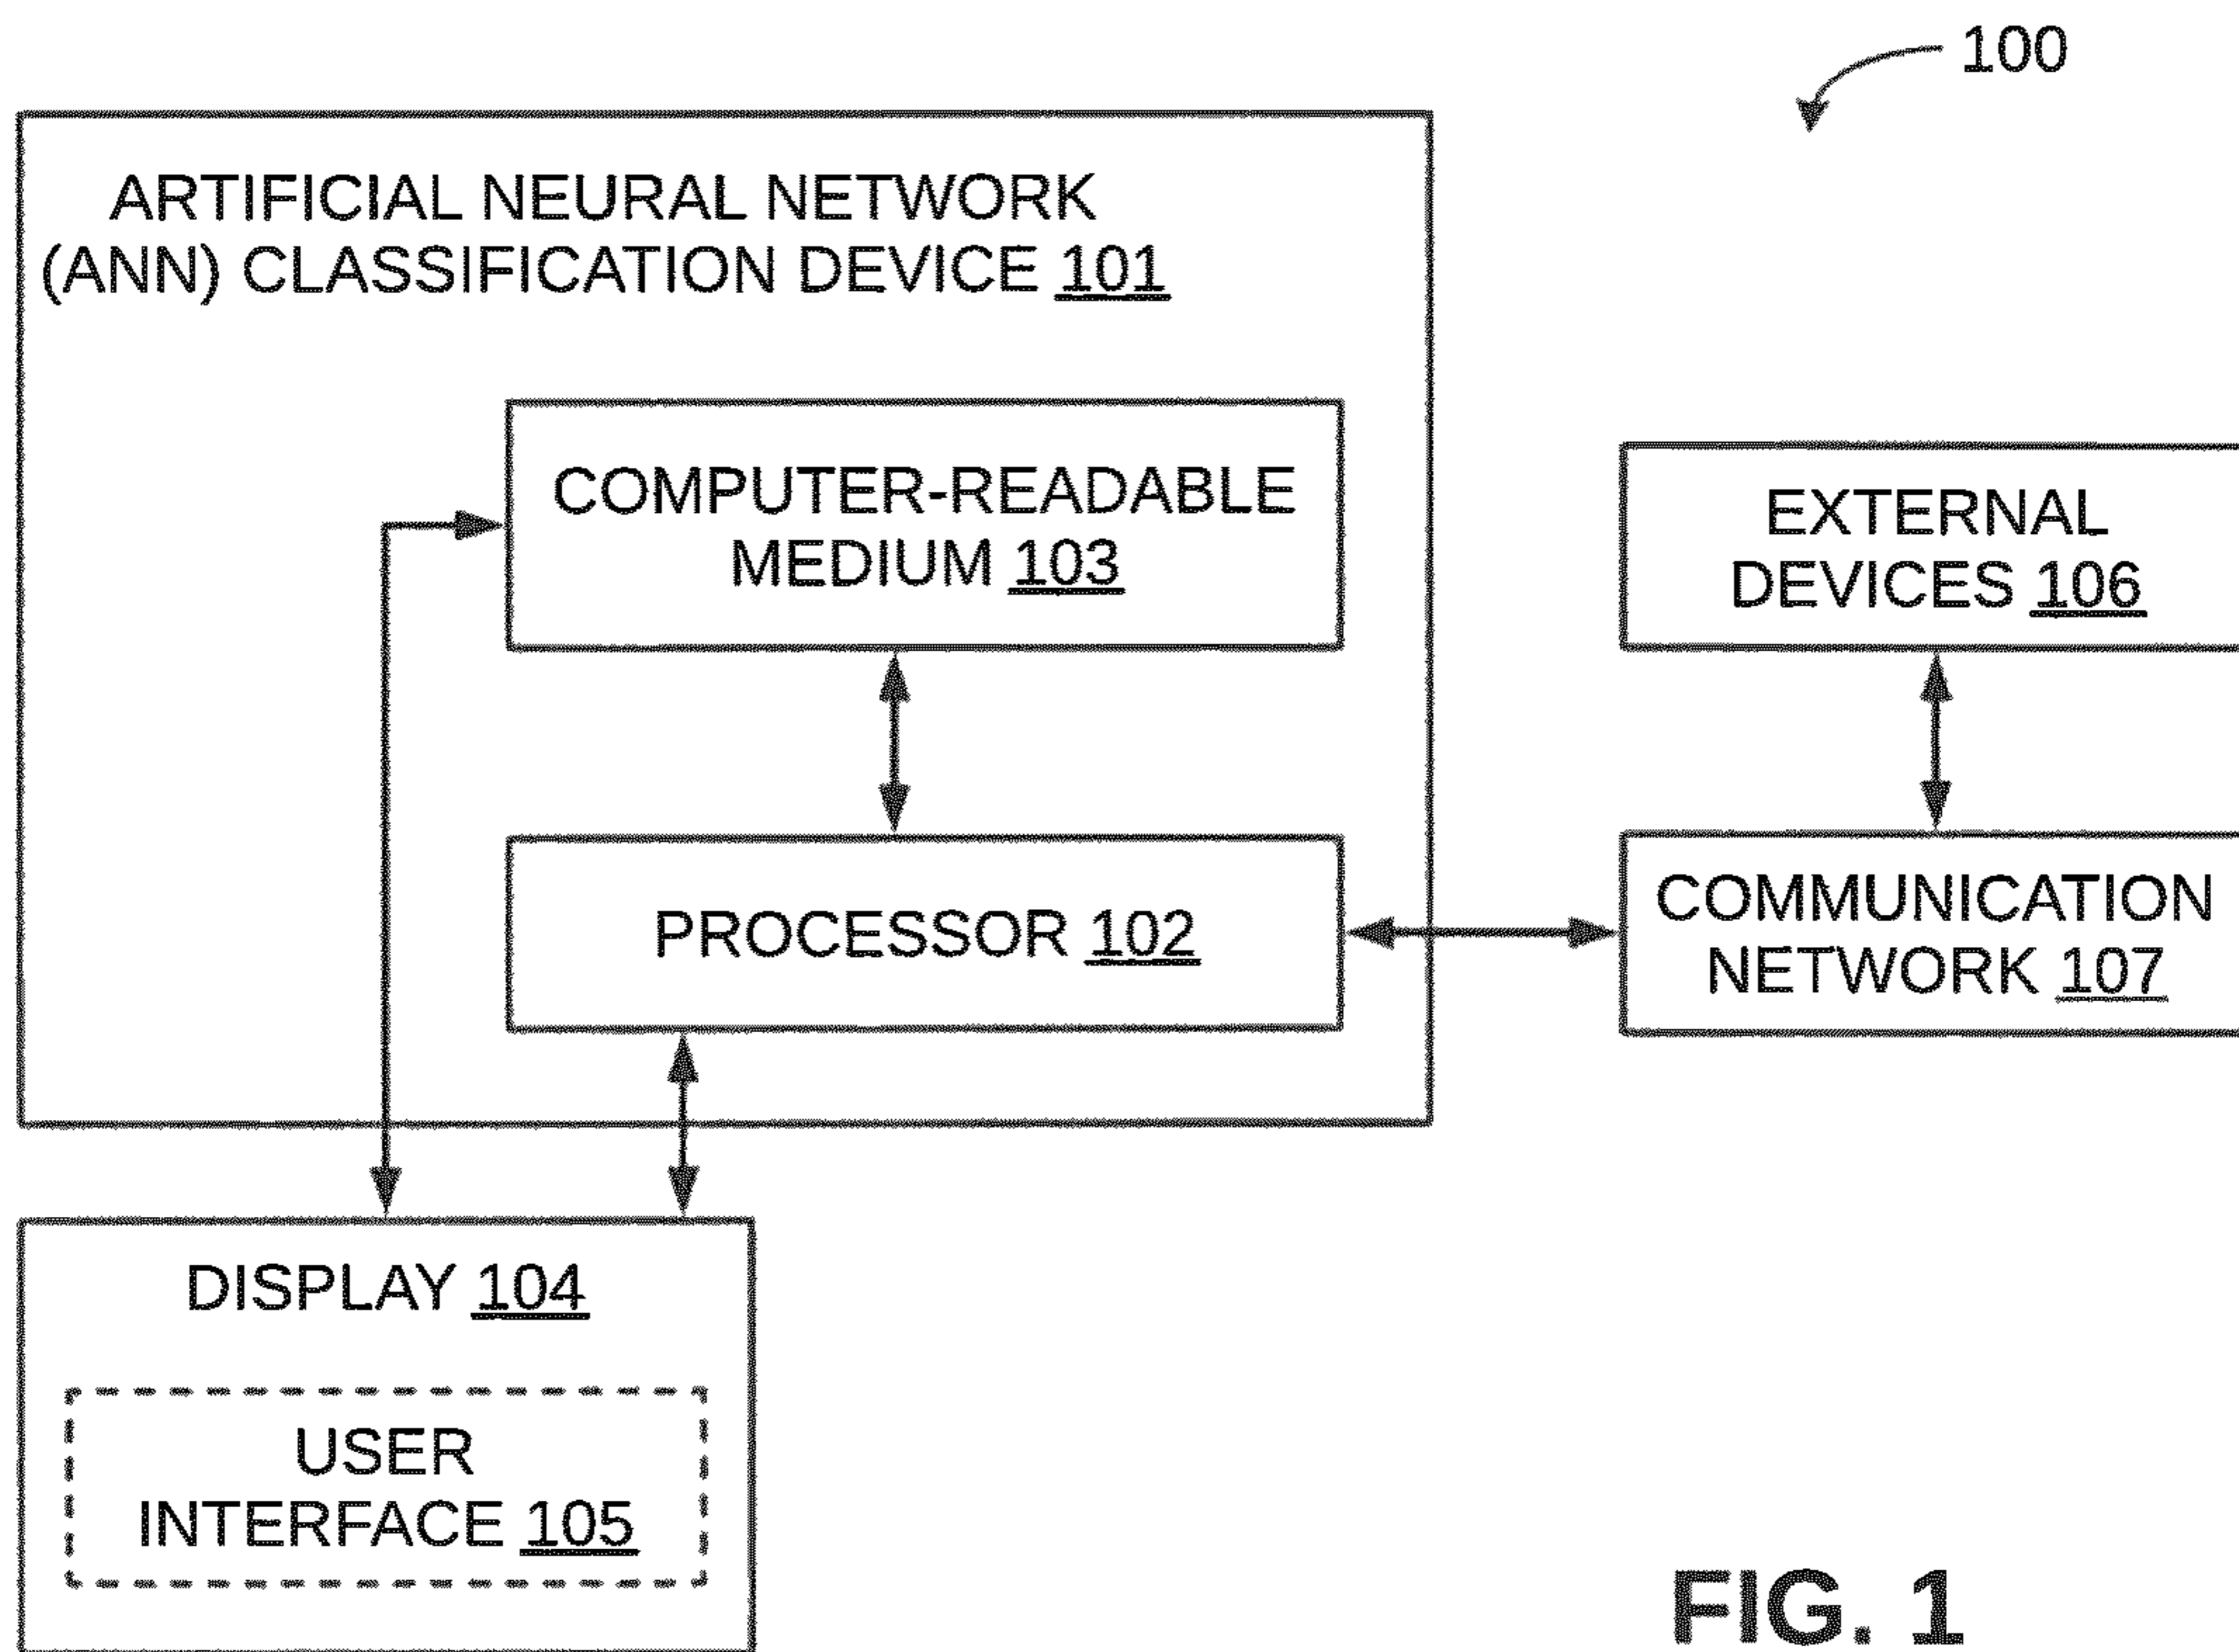 100
ARTIFICIAL NEURAL NETWORK
(ANN) CLASSIFICATION DEVICE 101
COMPUTER-READABLE
MEDIUM 103
EXTERNAL
DEVICES 106
PROCESSOR 102
COMMUNICATION
NETWORK 107
DISPLAY 104
USER
INTERFACE 105
FIG. 1